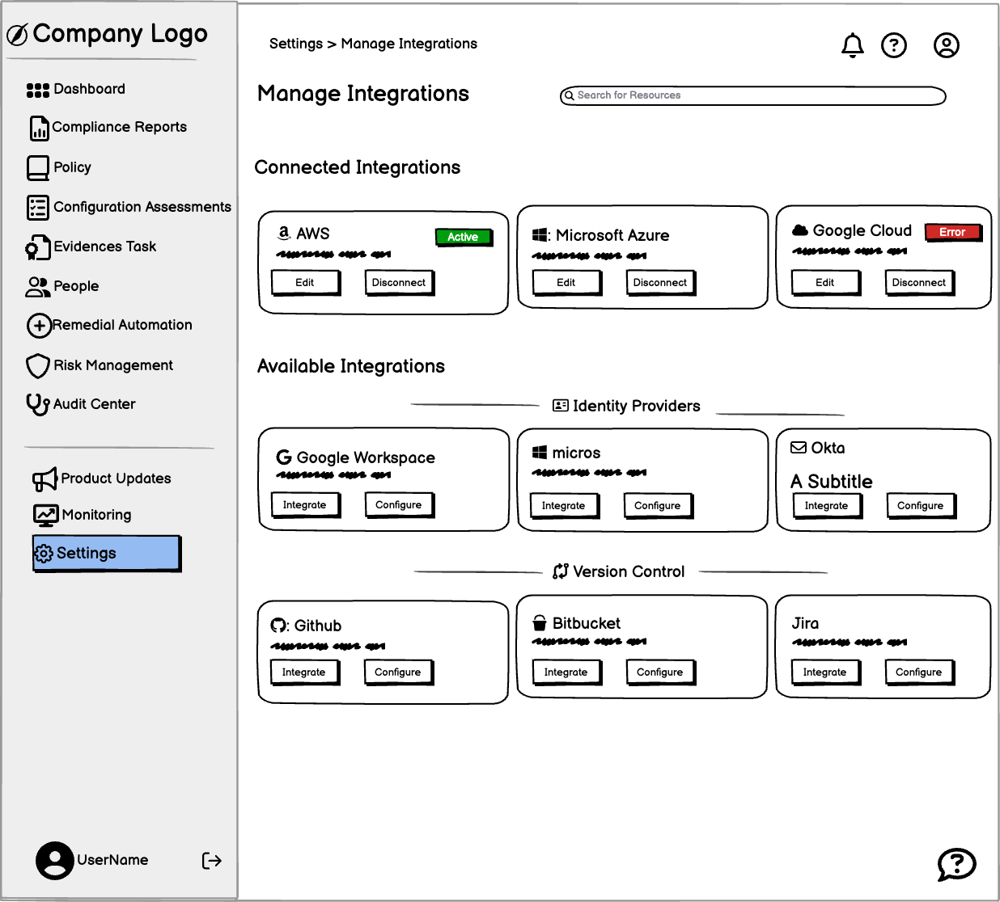 Company Logo
Dashboard
Compliance Reports
Policy
Configuration Assessments
Evidences Task
People
Remedial Automation
Risk Management
Audit Center
Product Updates
Monitoring
Settings
UserName
Settings > Manage Integrations
Manage Integrations
Search for Resources
Connected Integrations
AWS
Active
Edit
Disconnect
: Microsoft Azure
Edit
Disconnect
Google Cloud
Error
Edit
Disconnect
Available Integrations
Identity Providers
Google Workspace
Integrate
Configure
micros
Integrate
Configure
Okta
A Subtitle
Integrate
Configure
Version Control
: Github
Integrate
Configure
Bitbucket
Integrate
Configure
Jira
Integrate
Configure